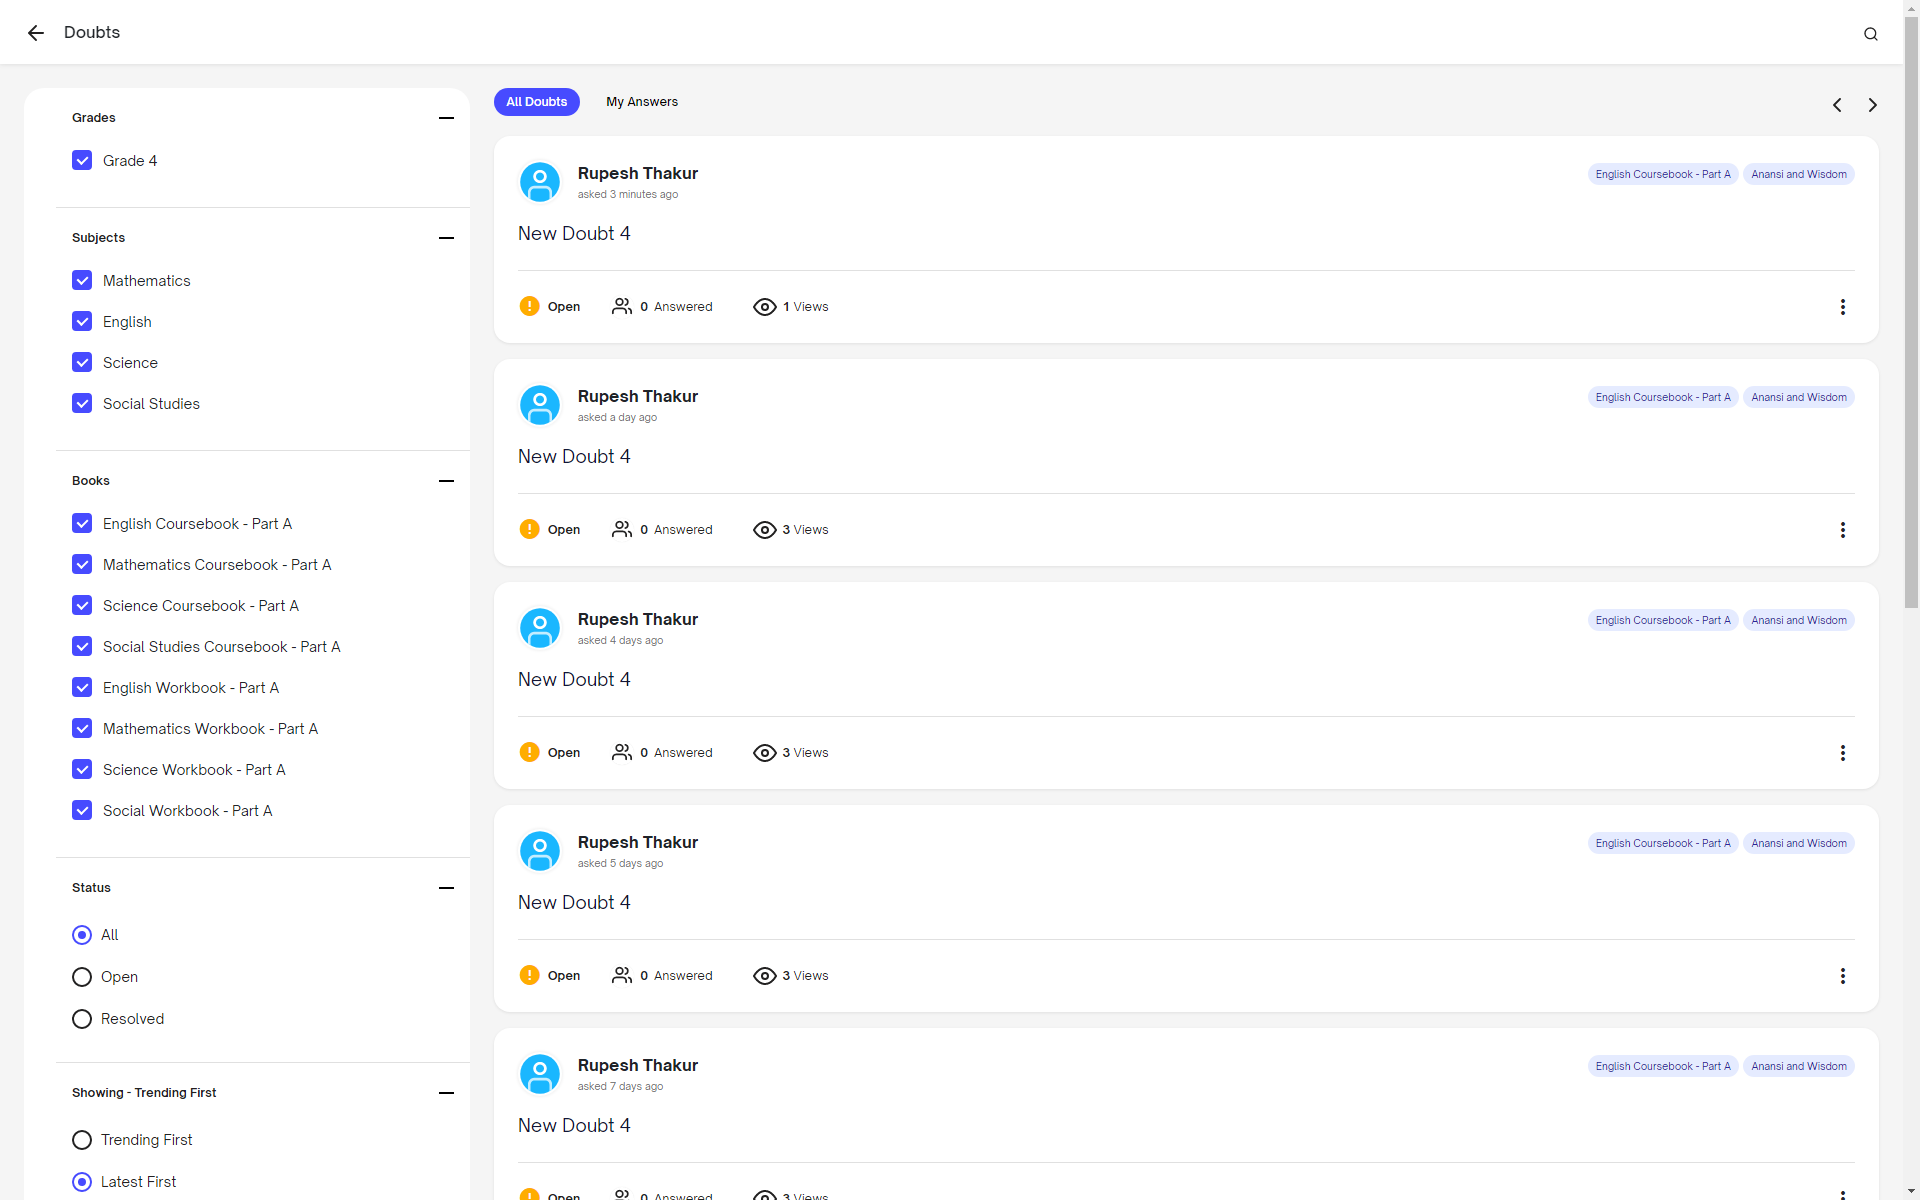 Doubts
Grades
Grade 4
Subjects
Mathematics
English
Science
Social Studies
Books
English Coursebook - Part A
Mathematics Coursebook - Part A
Science Coursebook - Part A
Social Studies Coursebook - Part A
English Workbook - Part A
Mathematics Workbook - Part A
Science Workbook - Part A
Social Workbook - Part A
Status
All
Open
Resolved
Showing - Trending First
Trending First
Latest First
All Doubts My Answers
Rupesh Thakur
asked 3 minutes ago
English Coursebook - Part A Anansi and Wisdom
New Doubt 4
Open 0 Answered 1 Views
Rupesh Thakur
asked a day ago
English Coursebook - Part A Anansi and Wisdom
New Doubt 4
Open 0 Answered 3 Views
Rupesh Thakur
asked 4 days ago
English Coursebook - Part A Anansi and Wisdom
New Doubt 4
Open 0 Answered 3 Views
Rupesh Thakur
asked 5 days ago
English Coursebook - Part A Anansi and Wisdom
New Doubt 4
Open 0 Answered 3 Views
Rupesh Thakur
asked 7 days ago
English Coursebook - Part A Anansi and Wisdom
New Doubt 4
Open 0 Answered 3 Views